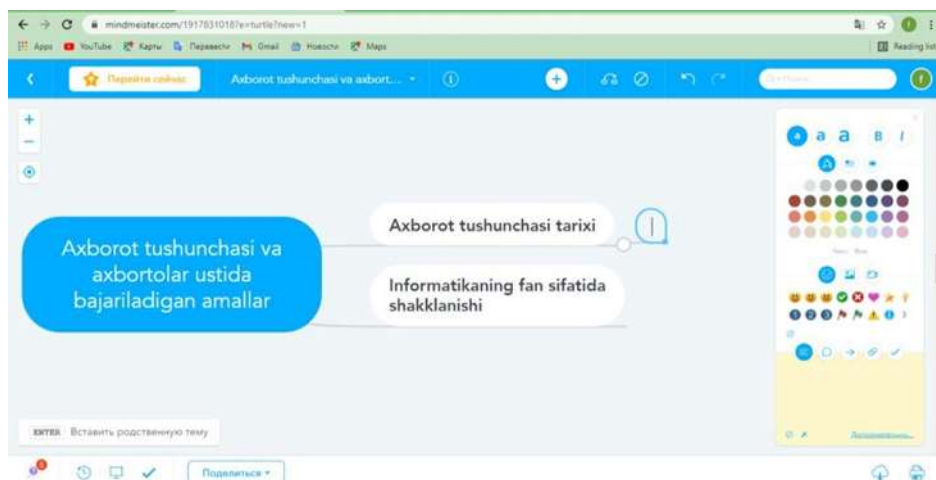 mindmeister.com/1917831018?e=turtle?new=1
Apps YouTube Карты Перевести Gmail Новости Maps Reading list
Перейти сейчас Axborot tushunchasi va axbort...
a a a B I
Axborot tushunchasi tarixi
Axborot tushunchasi va
axbortolar ustida
bajariladigan amallar
Informatikaning fan sifatida
shakklanishi
ENTER Вставить родственную тему
Поделиться